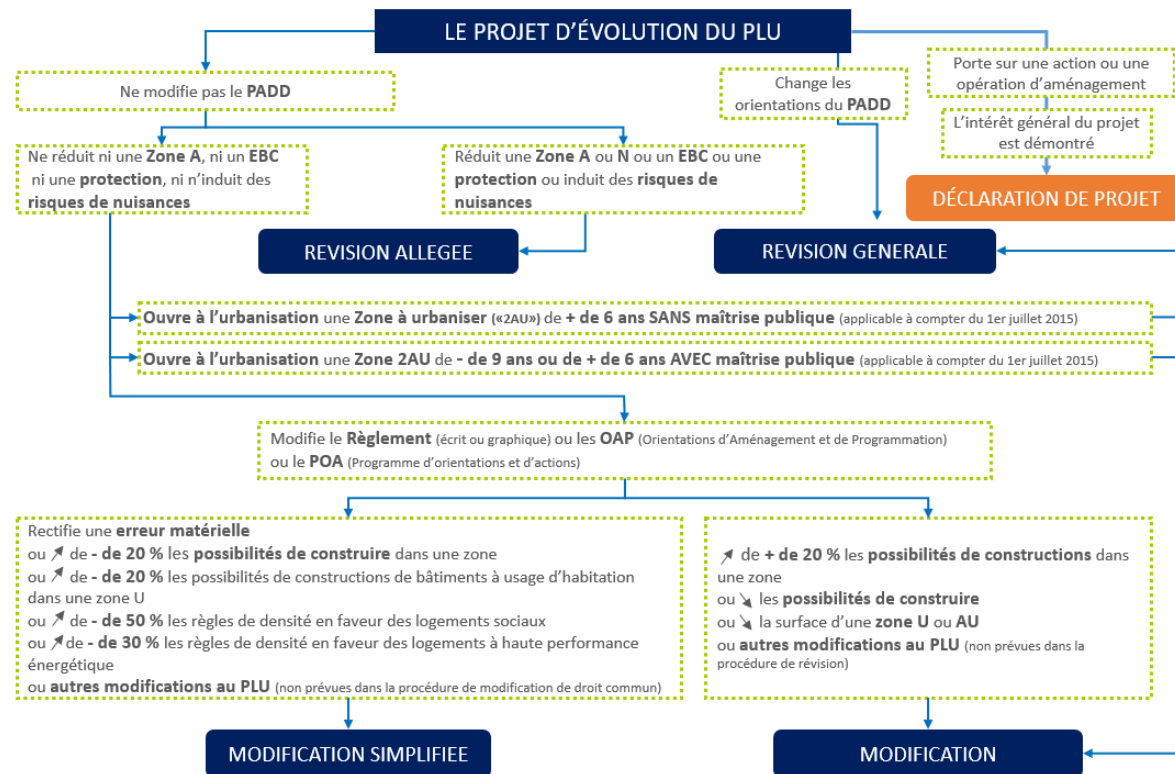 LE PROJET D'ÉVOLUTION DU PLU
Ne modifie pas le PADD
Change les
orientations du PADD
Porte sur une action ou une
opération d'aménagement
L'intérêt général du projet
est démontré
DÉCLARATION DE PROJET
Ne réduit ni une Zone A, ni un EBC
ni une protection, ni n'induit des
risques de nuisances
Réduit une Zone A ou N ou un EBC ou une
protection ou induit des risques de
nuisances
REVISION ALLEGEE
REVISION GENERALE
Ouvre à l'urbanisation une Zone à urbaniser («2AU») de + de 6 ans SANS maîtrise publique (applicable à compter du 1er juillet 2015)
Ouvre à l'urbanisation une Zone 2AU de - de 9 ans ou de + de 6 ans AVEC maîtrise publique (applicable à compter du 1er juillet 2015)
Modifie le Règlement (écrit ou graphique) ou les OAP (Orientations d'Aménagement et de Programmation)
ou le POA (Programme d'orientations et d'actions)
Rectifie une erreur matérielle
ou ↗ de - de 20 % les possibilités de construire dans une zone
ou ↗ de - de 20% les possibilités de constructions de bâtiments à usage d'habitation
dans une zone U
ou ↗ de - de 50 % les règles de densité en faveur des logements sociaux
ou ↗ de - de 30 % les règles de densité en faveur des logements à haute performance
énergétique
ou autres modifications au PLU (non prévues dans la procédure de modification de droit commun)
↗ de + de 20 % les possibilités de constructions dans
une zone
ou ↘ les possibilités de construire
ou ↘ la surface d'une zone U ou AU
ou autres modifications au PLU (non prévues dans la
procédure de révision)
MODIFICATION SIMPLIFIEE
MODIFICATION